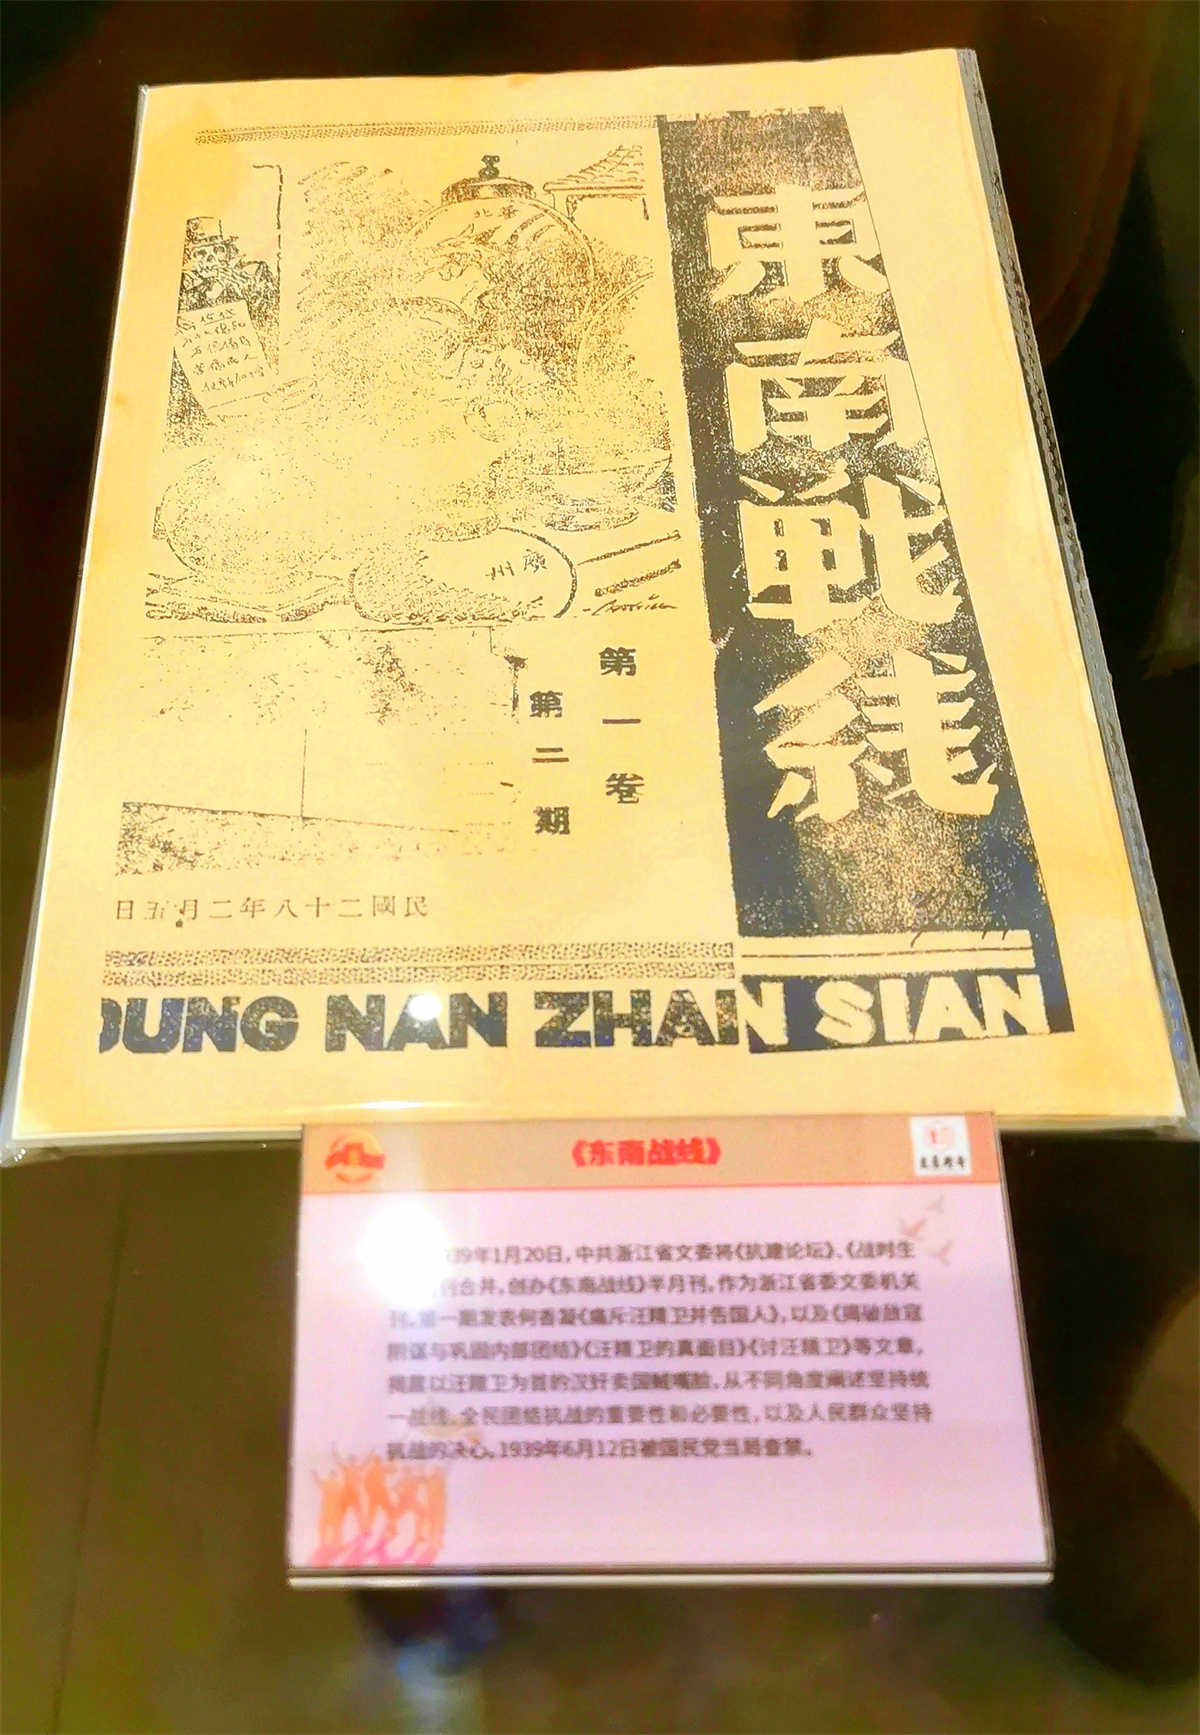 東南戰綫
華北
廣州
第一卷
第二期
民國二十八年二月五日
OUNG NAN ZHAN SIAN
《东南战线》
39年1月20日，中共浙江省文委将《抗建论坛》、《战时生
合并，创办《东南战线》半月刊，作为浙江省委文委机关
刊。第一期发表何香凝《痛斥汪精卫并告国人》，以及《揭破敌寇
阴谋与巩固内部团结》《汪精卫的真面目》《讨汪精卫》等文章，
揭露以汪精卫为首的汉奸卖国贼嘴脸，从不同角度阐述坚持统
一战线、全民团结抗战的重要性和必要性，以及人民群众坚持
抗战的决心。1939年6月12日被国民党当局查禁。